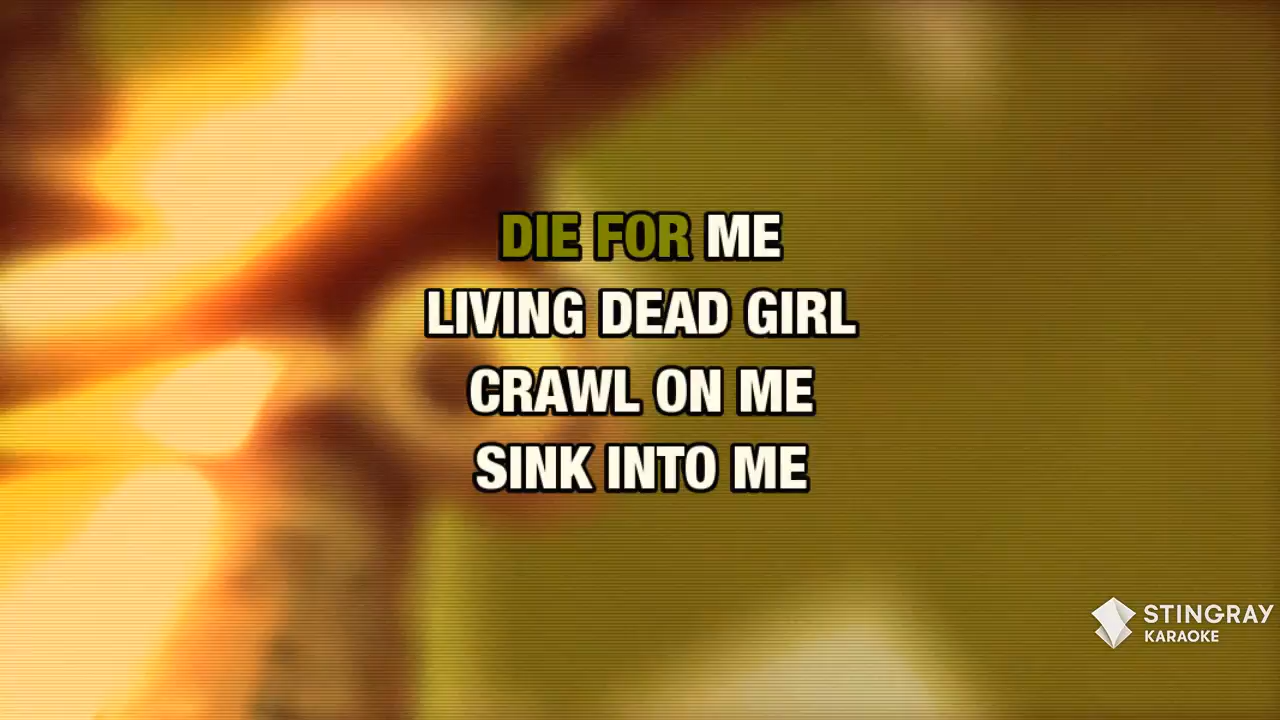 DIE FOR ME
LIVING DEAD GIRL
CRAWL ON ME
SINK INTO ME
STINGRAY
KARAOKE